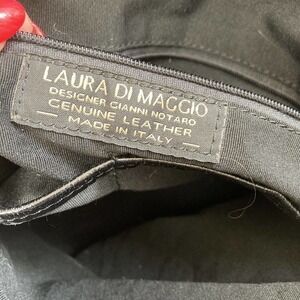 LAURA DI MAGGIO
DESIGNER GIANNI NOTARO
GENUINE LEATHER
MADE IN ITALY